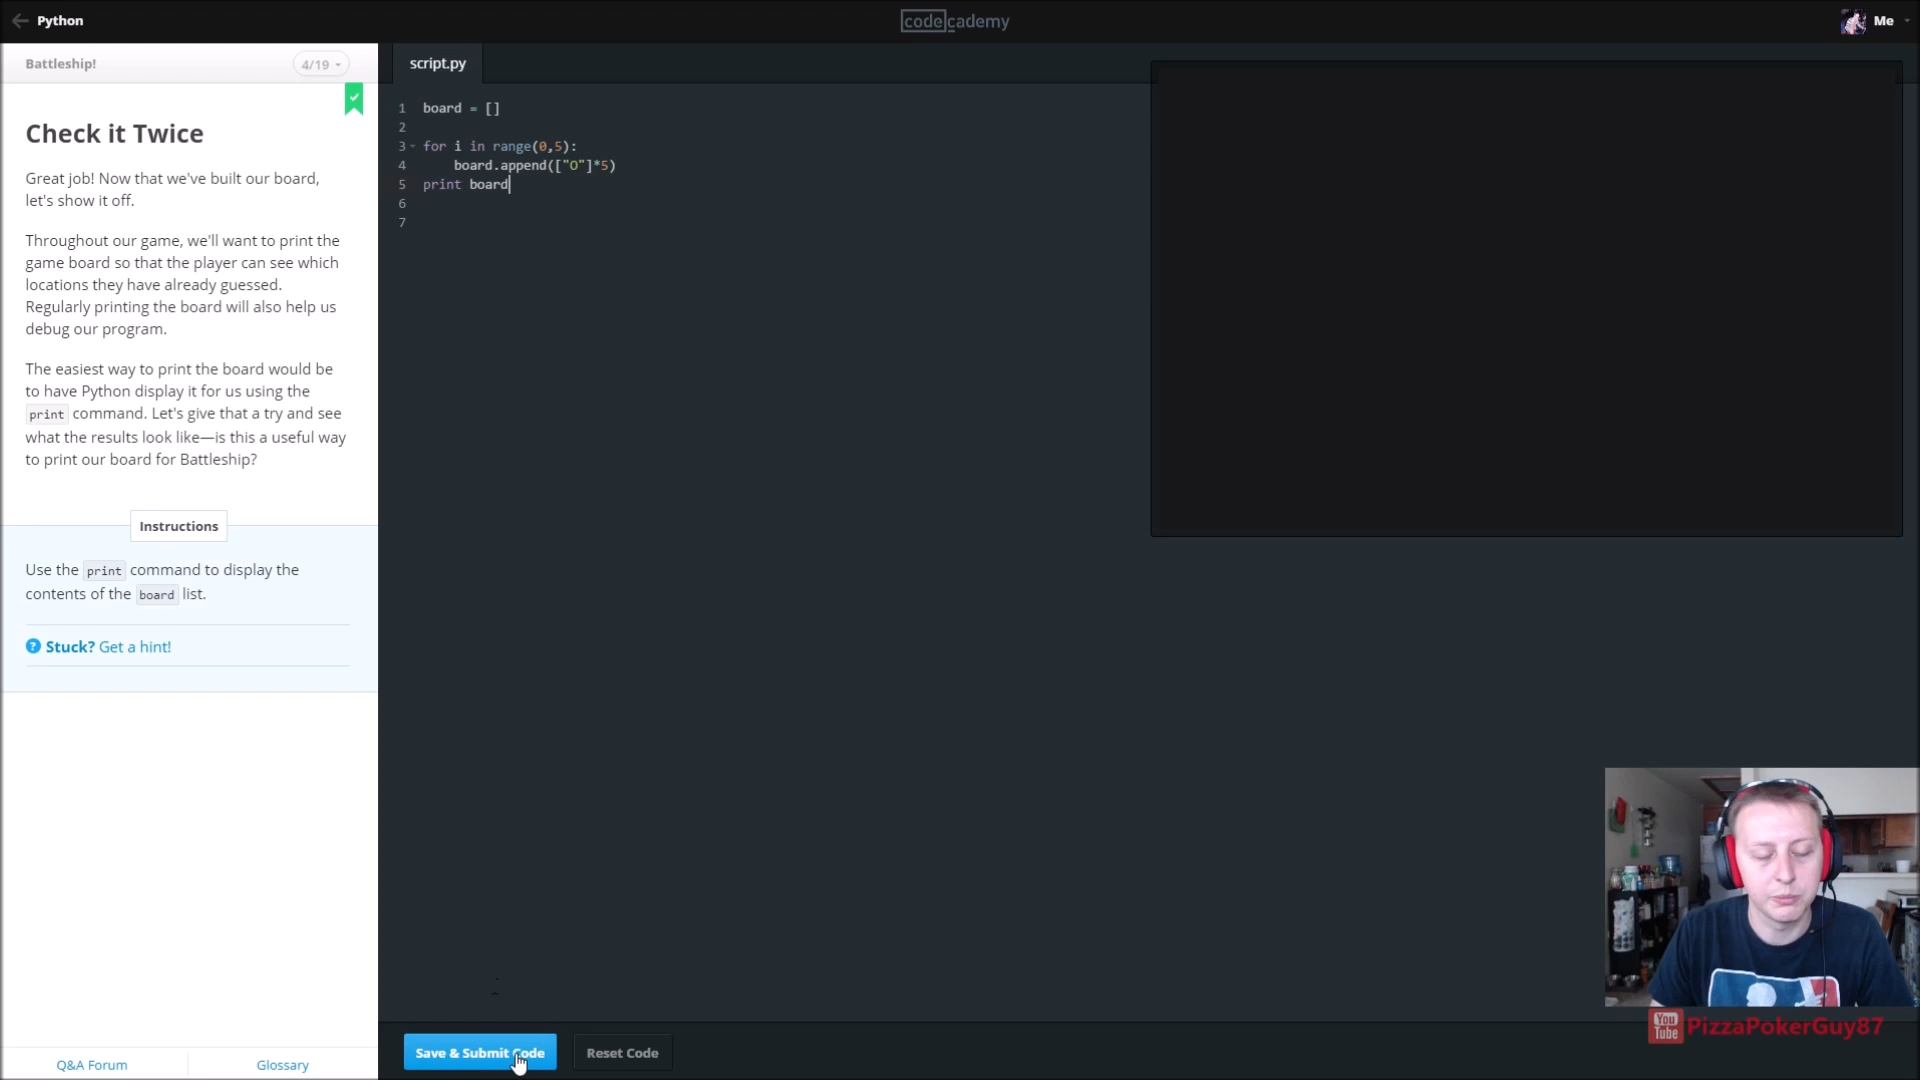 Python
codecademy
Me
Battleship!
4/19
script.py
Check it Twice
Great job! Now that we've built our board,
let's show it off.
Throughout our game, we'll want to print the
game board so that the player can see which
locations they have already guessed.
Regularly printing the board will also help us
debug our program.
The easiest way to print the board would be
to have Python display it for us using the
print command. Let's give that a try and see
what the results look like—is this a useful way
to print our board for Battleship?
Instructions
Use the print command to display the
contents of the board list.
? Stuck? Get a hint!
Q&A Forum
Glossary
1 board = []
2
3 for i in range(0,5):
4     board.append(["O"]*5)
5 print board
6
7
Save & Submit Code
Reset Code
You Tube PizzaPokerGuy87